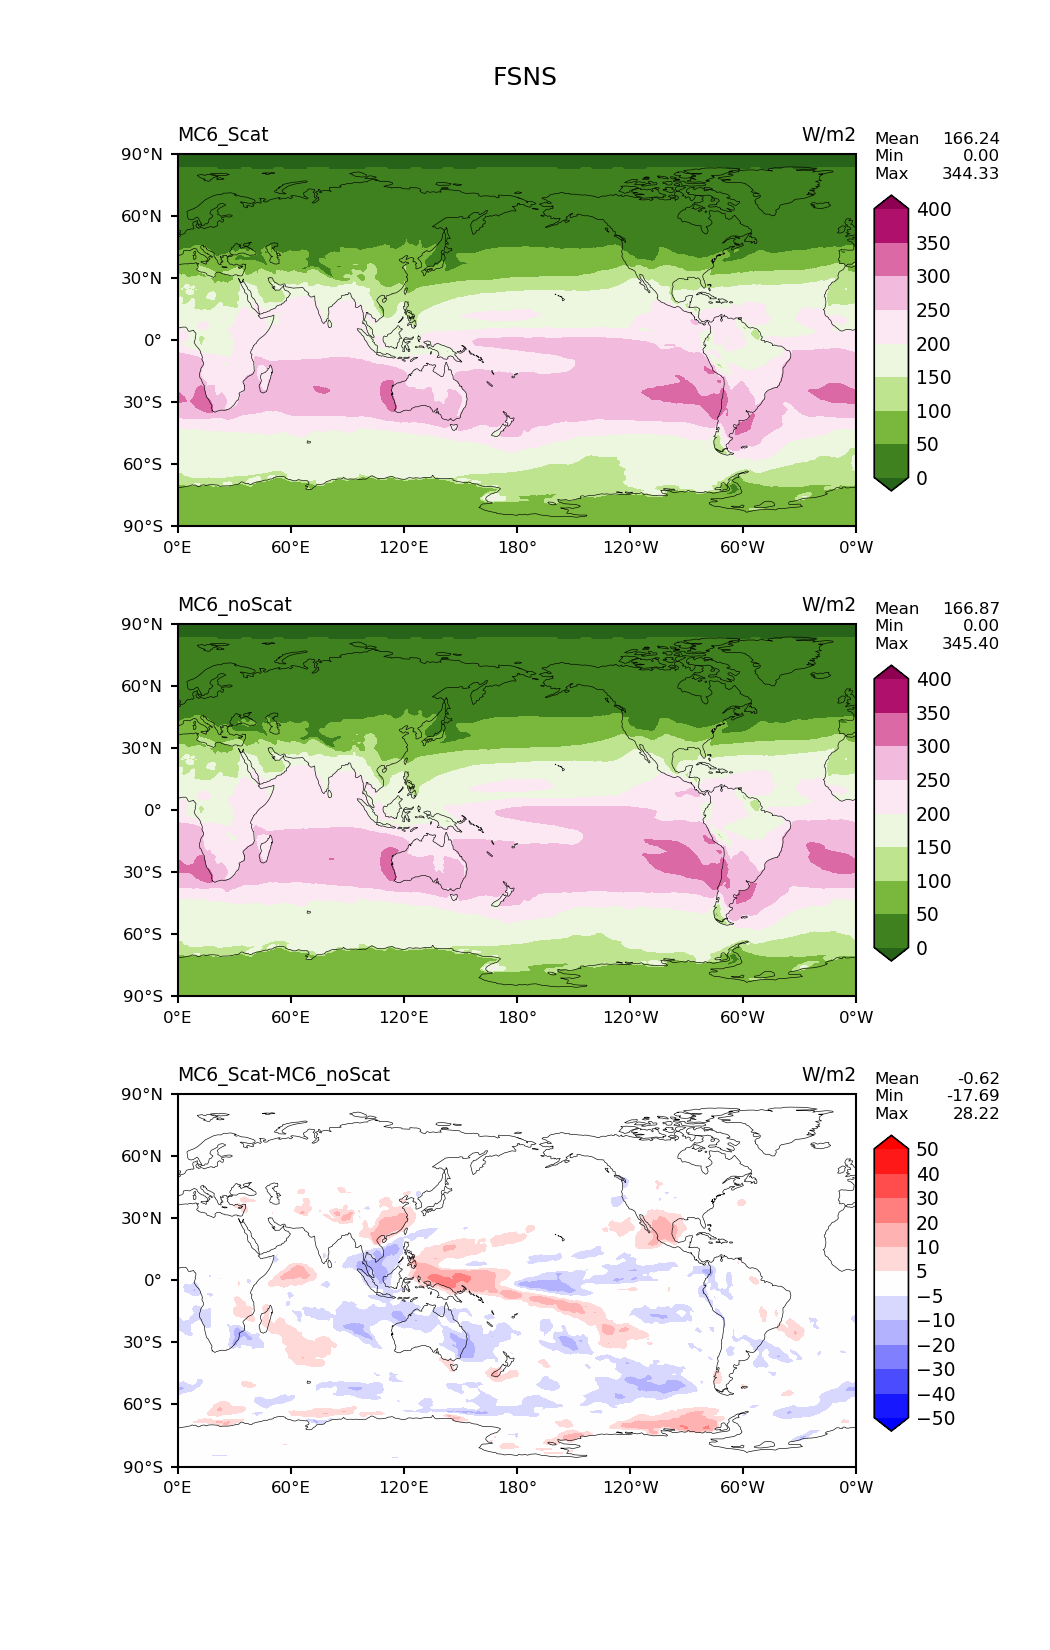 FSNS
MC6_Scat W/m2
Mean 166.24
Min 0.00
Max 344.33
90°N
60°N
30°N
0°
30°S
60°S
90°S
0°E 60°E 120°E 180° 120°W 60°W 0°W
400
350
300
250
200
150
100
50
0
MC6_noScat W/m2
Mean 166.87
Min 0.00
Max 345.40
90°N
60°N
30°N
0°
30°S
60°S
90°S
0°E 60°E 120°E 180° 120°W 60°W 0°W
400
350
300
250
200
150
100
50
0
MC6_Scat-MC6_noScat W/m2
Mean -0.62
Min -17.69
Max 28.22
90°N
60°N
30°N
0°
30°S
60°S
90°S
0°E 60°E 120°E 180° 120°W 60°W 0°W
50
40
30
20
10
5
−5
−10
−20
−30
−40
−50